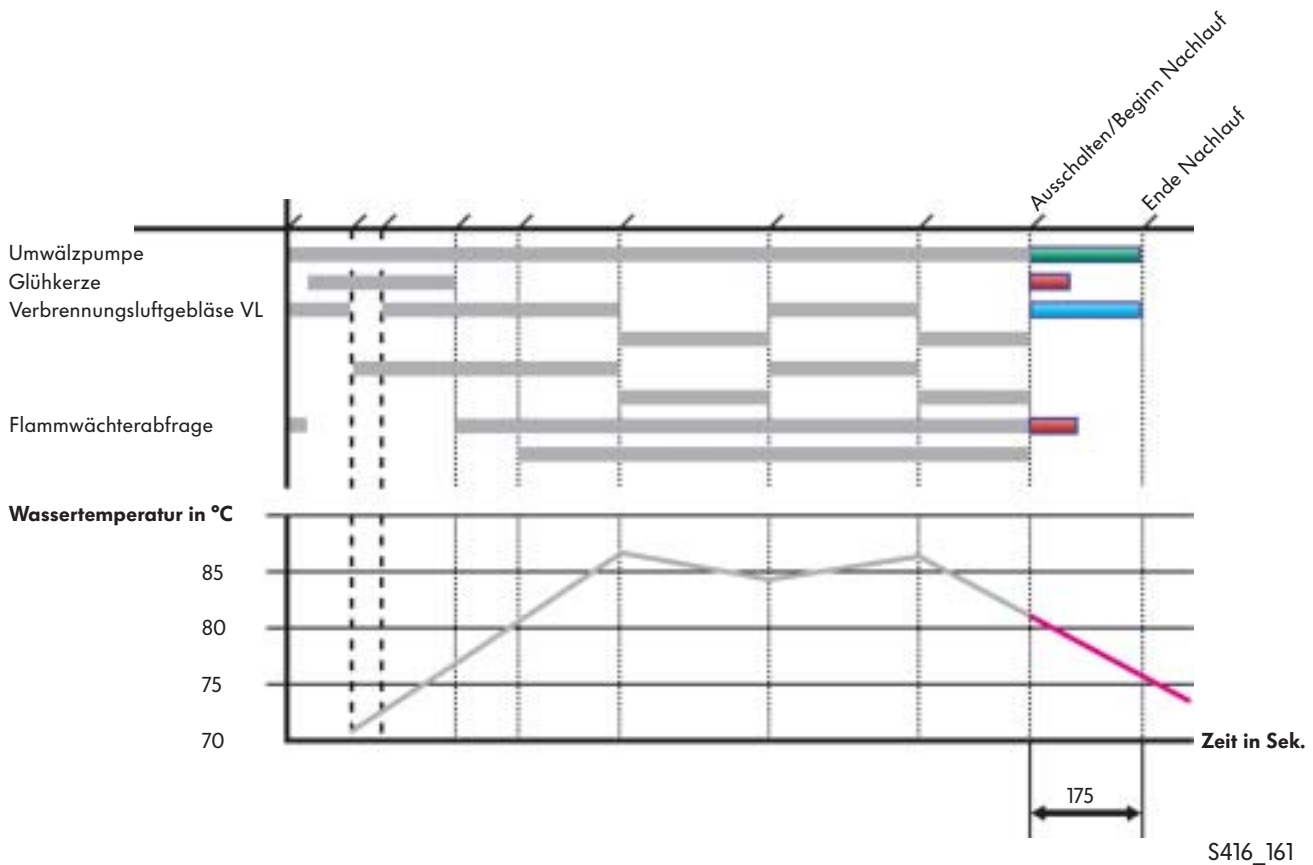 Ausschalten/Beginn Nachlauf
Ende Nachlauf
Umwälzpumpe
Glühkerze
Verbrennungsluftgebläse VL
Flammwächterabfrage
Wassertemperatur in °C
85
80
75
70
Zeit in Sek.
175
S416_161